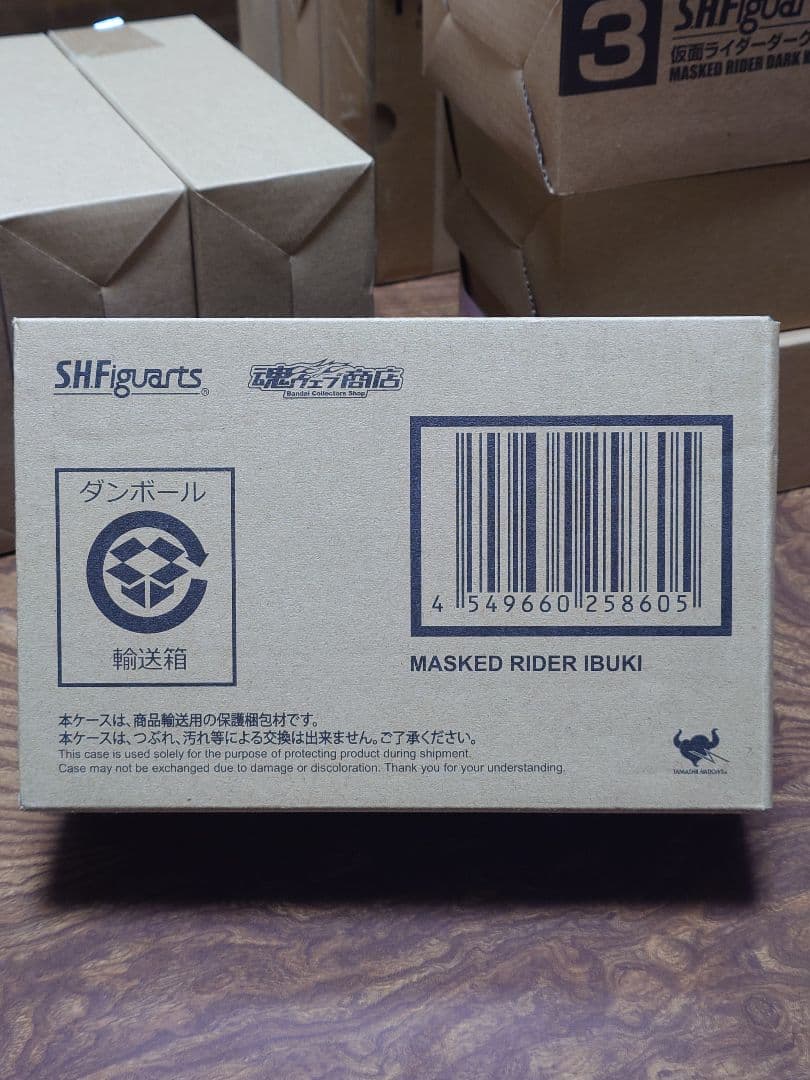 3
S.H.Figuar
仮面ライダーダーク
MASKED RIDER DARK
S.H.Figuarts®
魂ウェブ商店
Bandai Collectors Shop
ダンボール
輸送箱
4 549660 258605
MASKED RIDER IBUKI
本ケースは、商品輸送用の保護梱包材です。
本ケースは、つぶれ、汚れ等による交換は出来ません。ご了承ください。
This case is used solely for the purpose of protecting product during shipment.
Case may not be exchanged due to damage or discoloration. Thank you for your understanding.
TAMASHII NATIONS